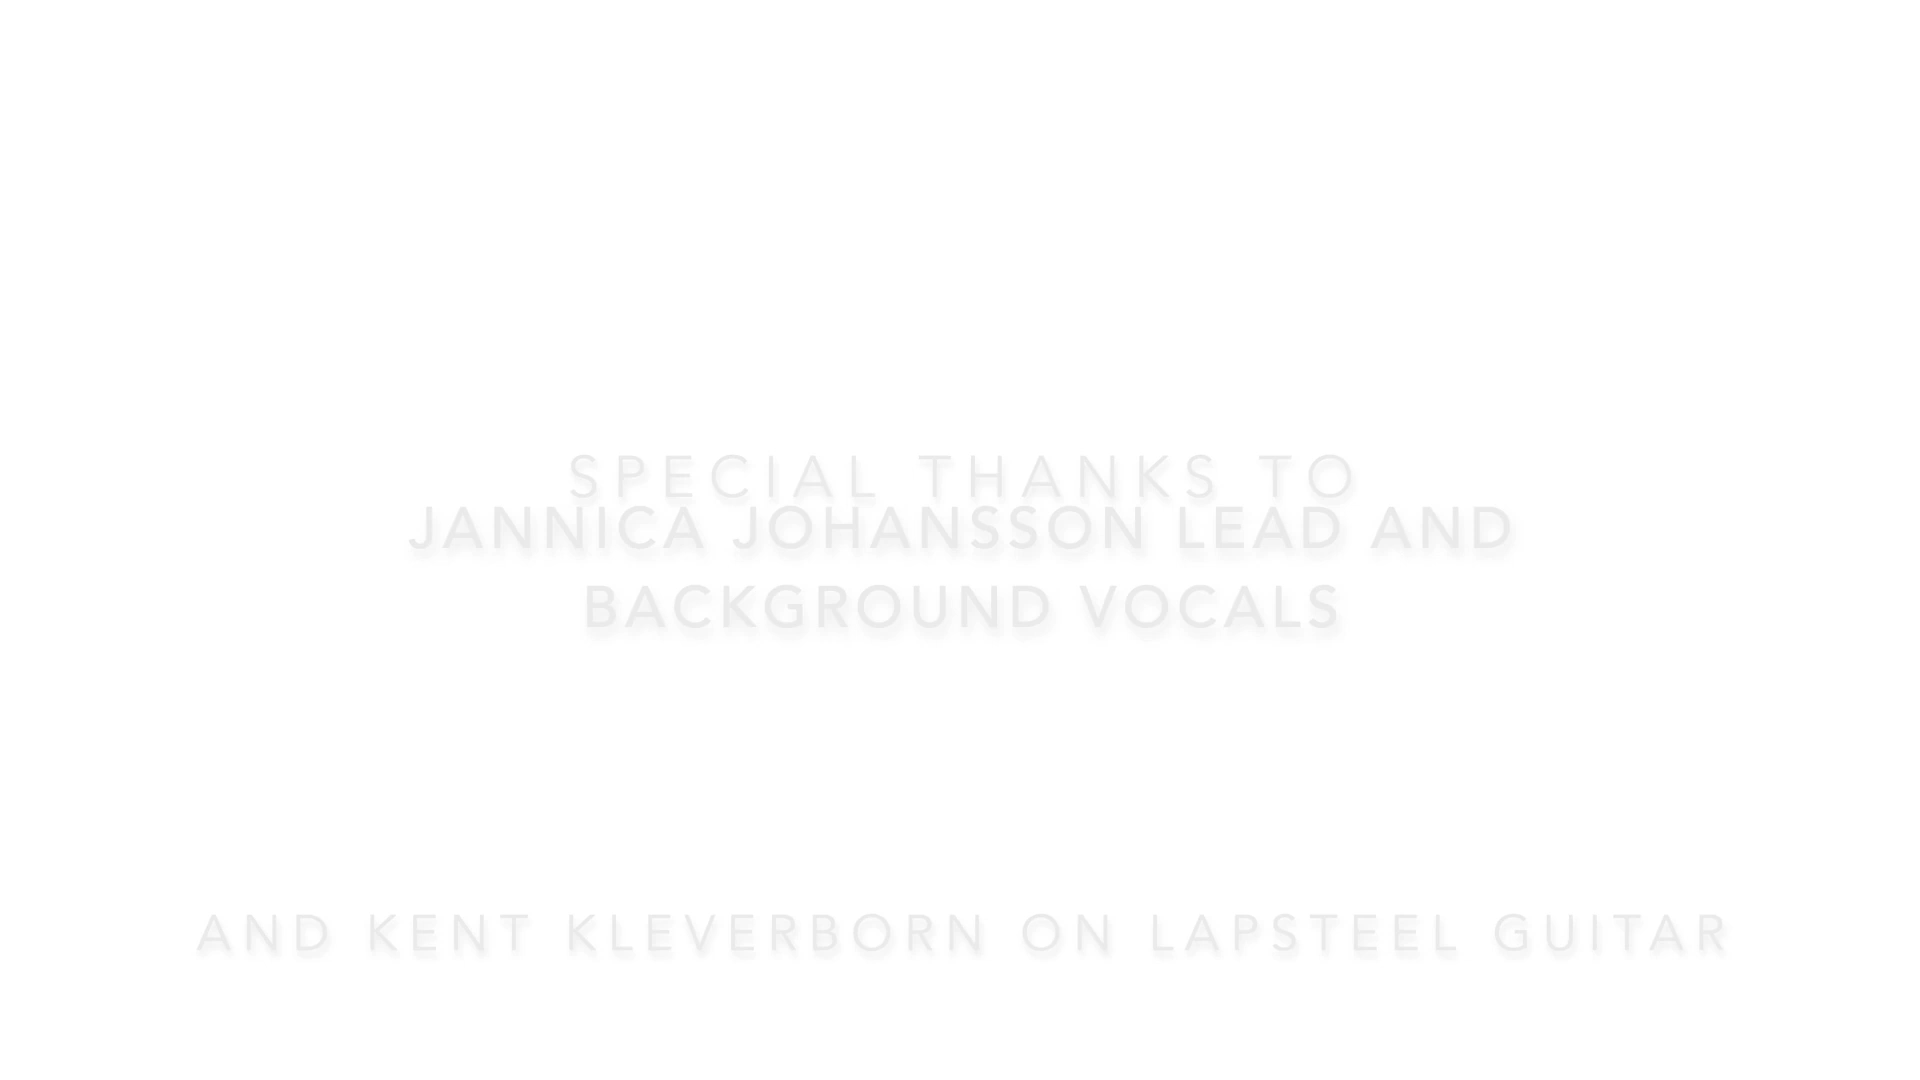 SPECIAL THANKS TO
JANNICA JOHANSSON LEAD AND
BACKGROUND VOCALS
AND KENT KLEVERBORN ON LAPSTEEL GUITAR